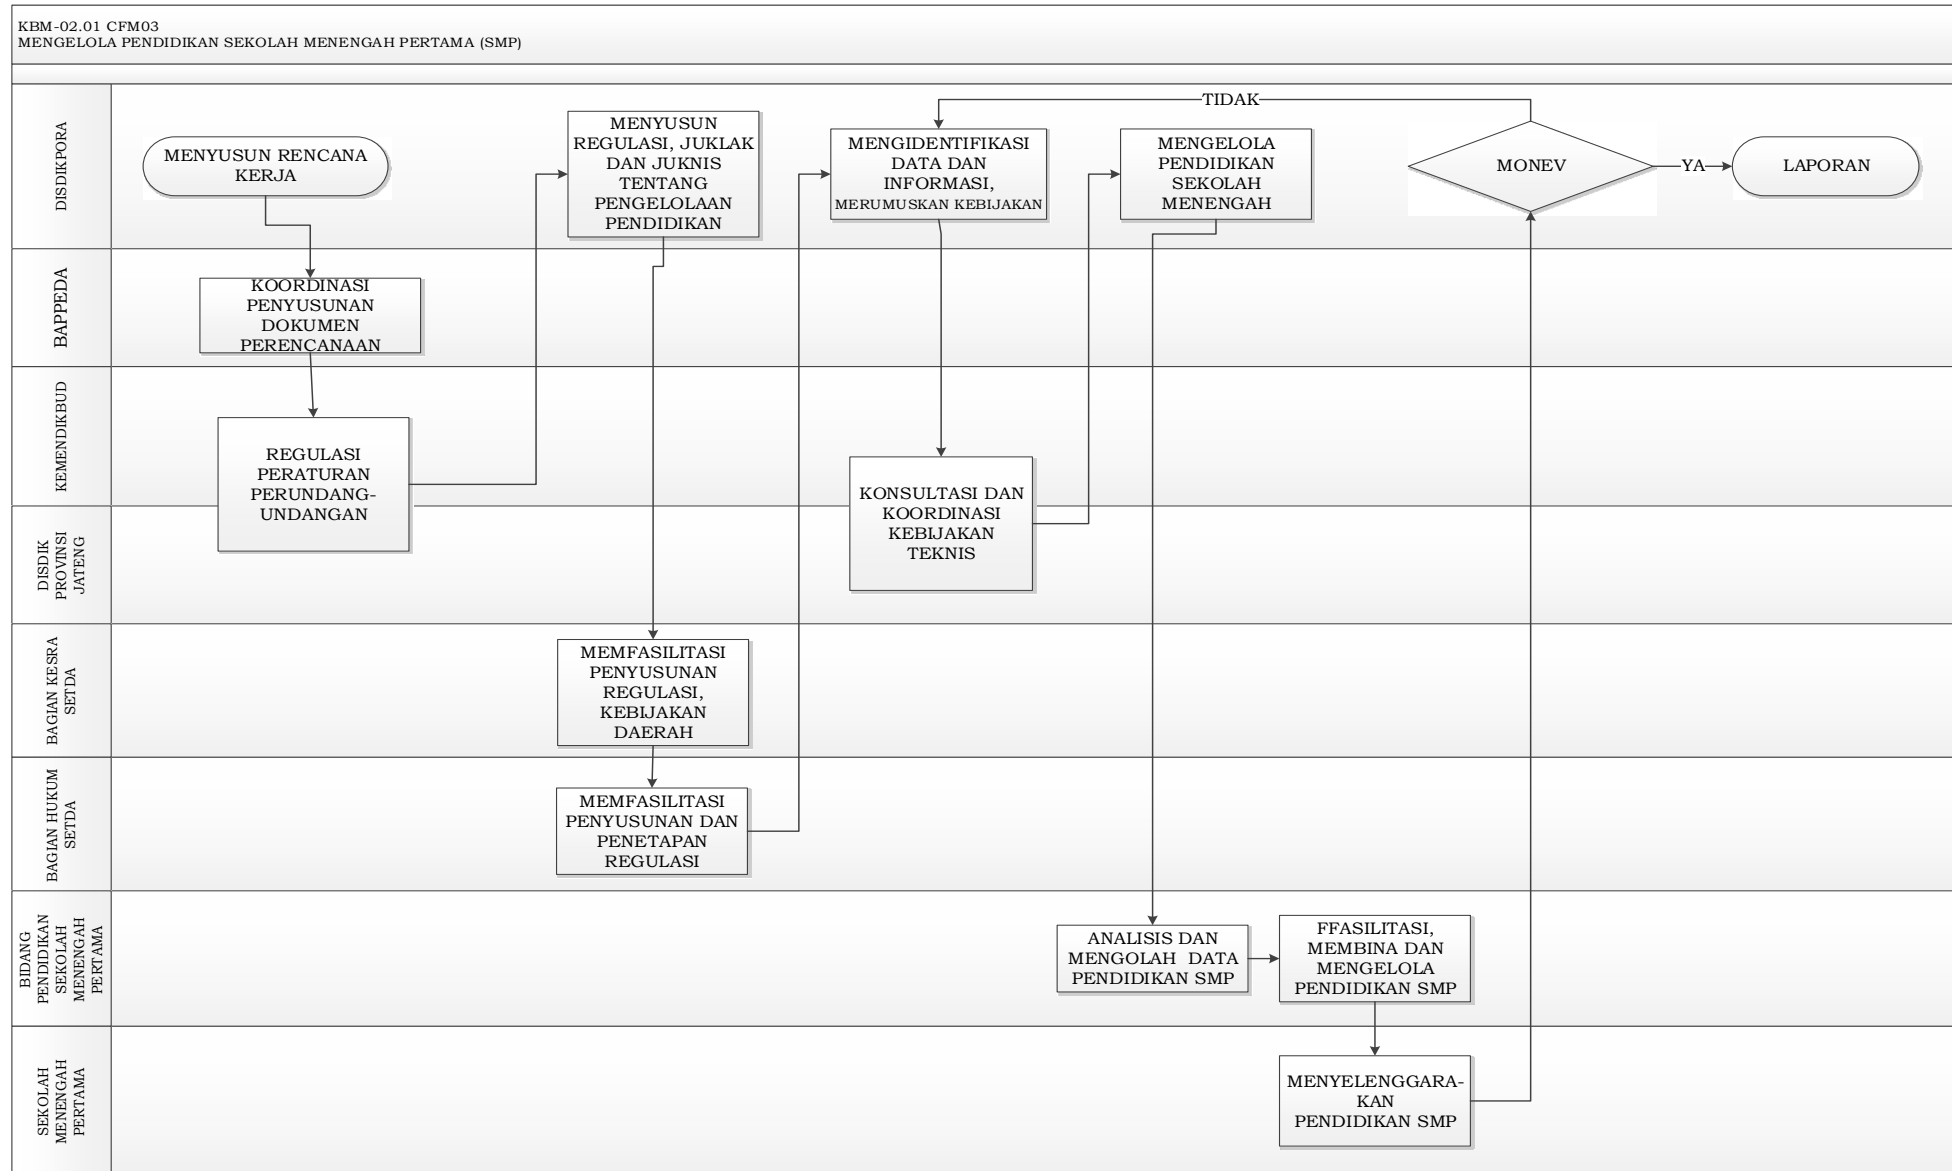 KBM-02.01 CFM03
MENGELOLA PENDIDIKAN SEKOLAH MENENGAH PERTAMA (SMP)
DISDIKPORA
MENYUSUN RENCANA
KERJA
MENYUSUN
REGULASI, JUKLAK
DAN JUKNIS
TENTANG
PENGELOLAAN
PENDIDIKAN
TIDAK
MENGIDENTIFIKASI
DATA DAN
INFORMASI,
MERUMUSKAN KEBIJAKAN
MENGELOLA
PENDIDIKAN
SEKOLAH
MENENGAH
MONEV
YA
LAPORAN
BAPPEDA
KOORDINASI
PENYUSUNAN
DOKUMEN
PERENCANAAN
KEMENDIKBUD
REGULASI
PERATURAN
PERUNDANG-
UNDANGAN
KONSULTASI DAN
KOORDINASI
KEBIJAKAN
TEKNIS
DISDIK
PROVINSI
JATENG
BAGIAN KESRA
SETDA
MEMFASILITASI
PENYUSUNAN
REGULASI,
KEBIJAKAN
DAERAH
BAGIAN HUKUM
SETDA
MEMFASILITASI
PENYUSUNAN DAN
PENETAPAN
REGULASI
BIDANG
PENDIDIKAN
SEKOLAH
MENENGAH
PERTAMA
ANALISIS DAN
MENGOLAH DATA
PENDIDIKAN SMP
FFASILITASI,
MEMBINA DAN
MENGELOLA
PENDIDIKAN SMP
SEKOLAH
MENENGAH
PERTAMA
MENYELENGGARA-
KAN
PENDIDIKAN SMP